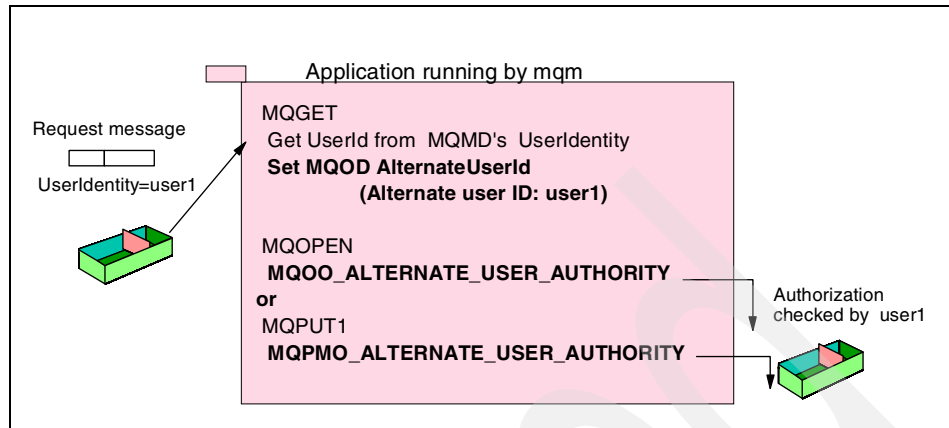 Application running by mqm
Request message
UserIdentity=user1
MQGET
Get UserId from MQMD's UserIdentity
Set MQOD AlternateUserId
(Alternate user ID: user1)
MQOPEN
MQOO_ALTERNATE_USER_AUTHORITY
or
MQPUT1
MQPMO_ALTERNATE_USER_AUTHORITY
Authorization
checked by user1